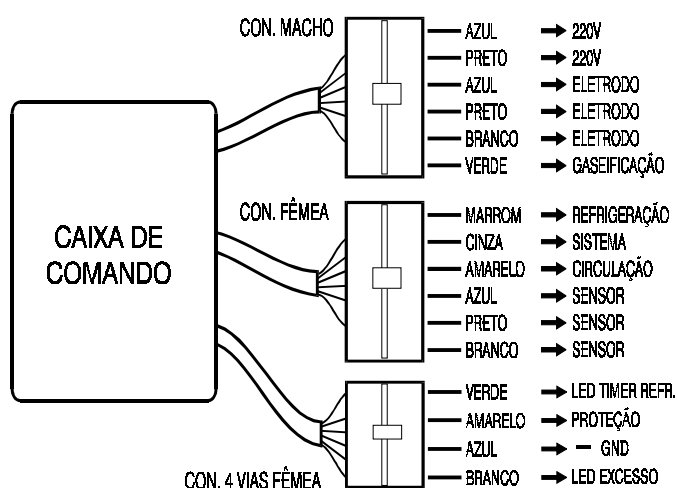 CON. MACHO
AZUL → 220V
PRETO → 220V
AZUL → ELETRODO
PRETO → ELETRODO
BRANCO → ELETRODO
VERDE → GASEIFICAÇÃO
CAIXA DE
COMANDO
CON. FÊMEA
MARROM → REFRIGERAÇÃO
CINZA → SISTEMA
AMARELO → CIRCULAÇÃO
AZUL → SENSOR
PRETO → SENSOR
BRANCO → SENSOR
CON. 4 VIAS FÊMEA
VERDE → LED TIMER REFR.
AMARELO → PROTEÇÃO
AZUL → — GND
BRANCO → LED EXCESSO